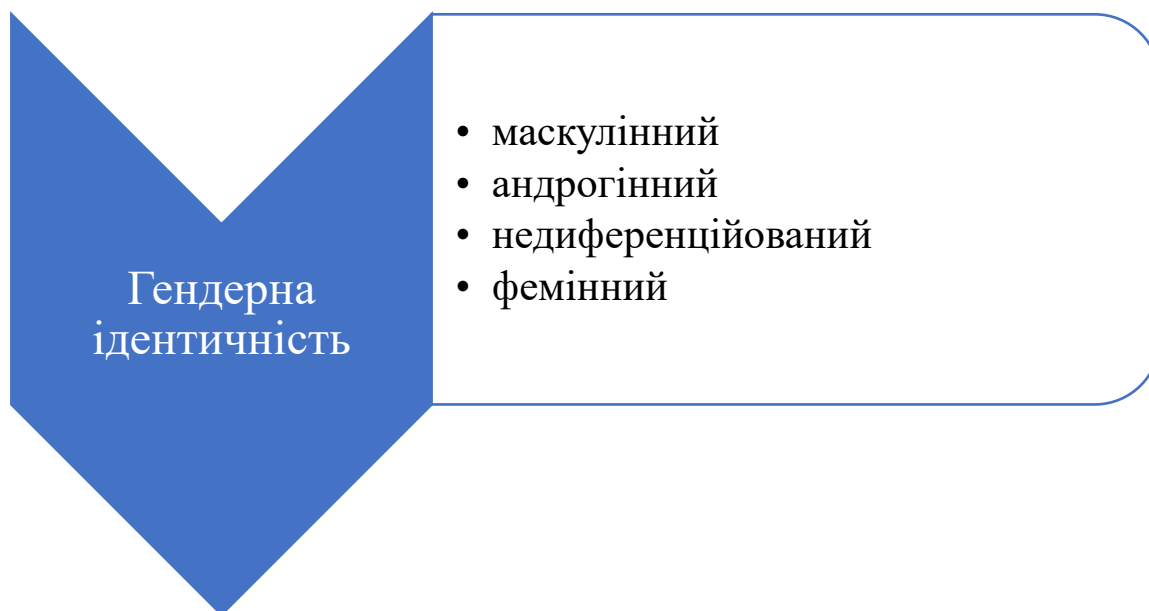 Гендерна
ідентичність
• маскулінний
• андрогінний
• недиференційований
• фемінний